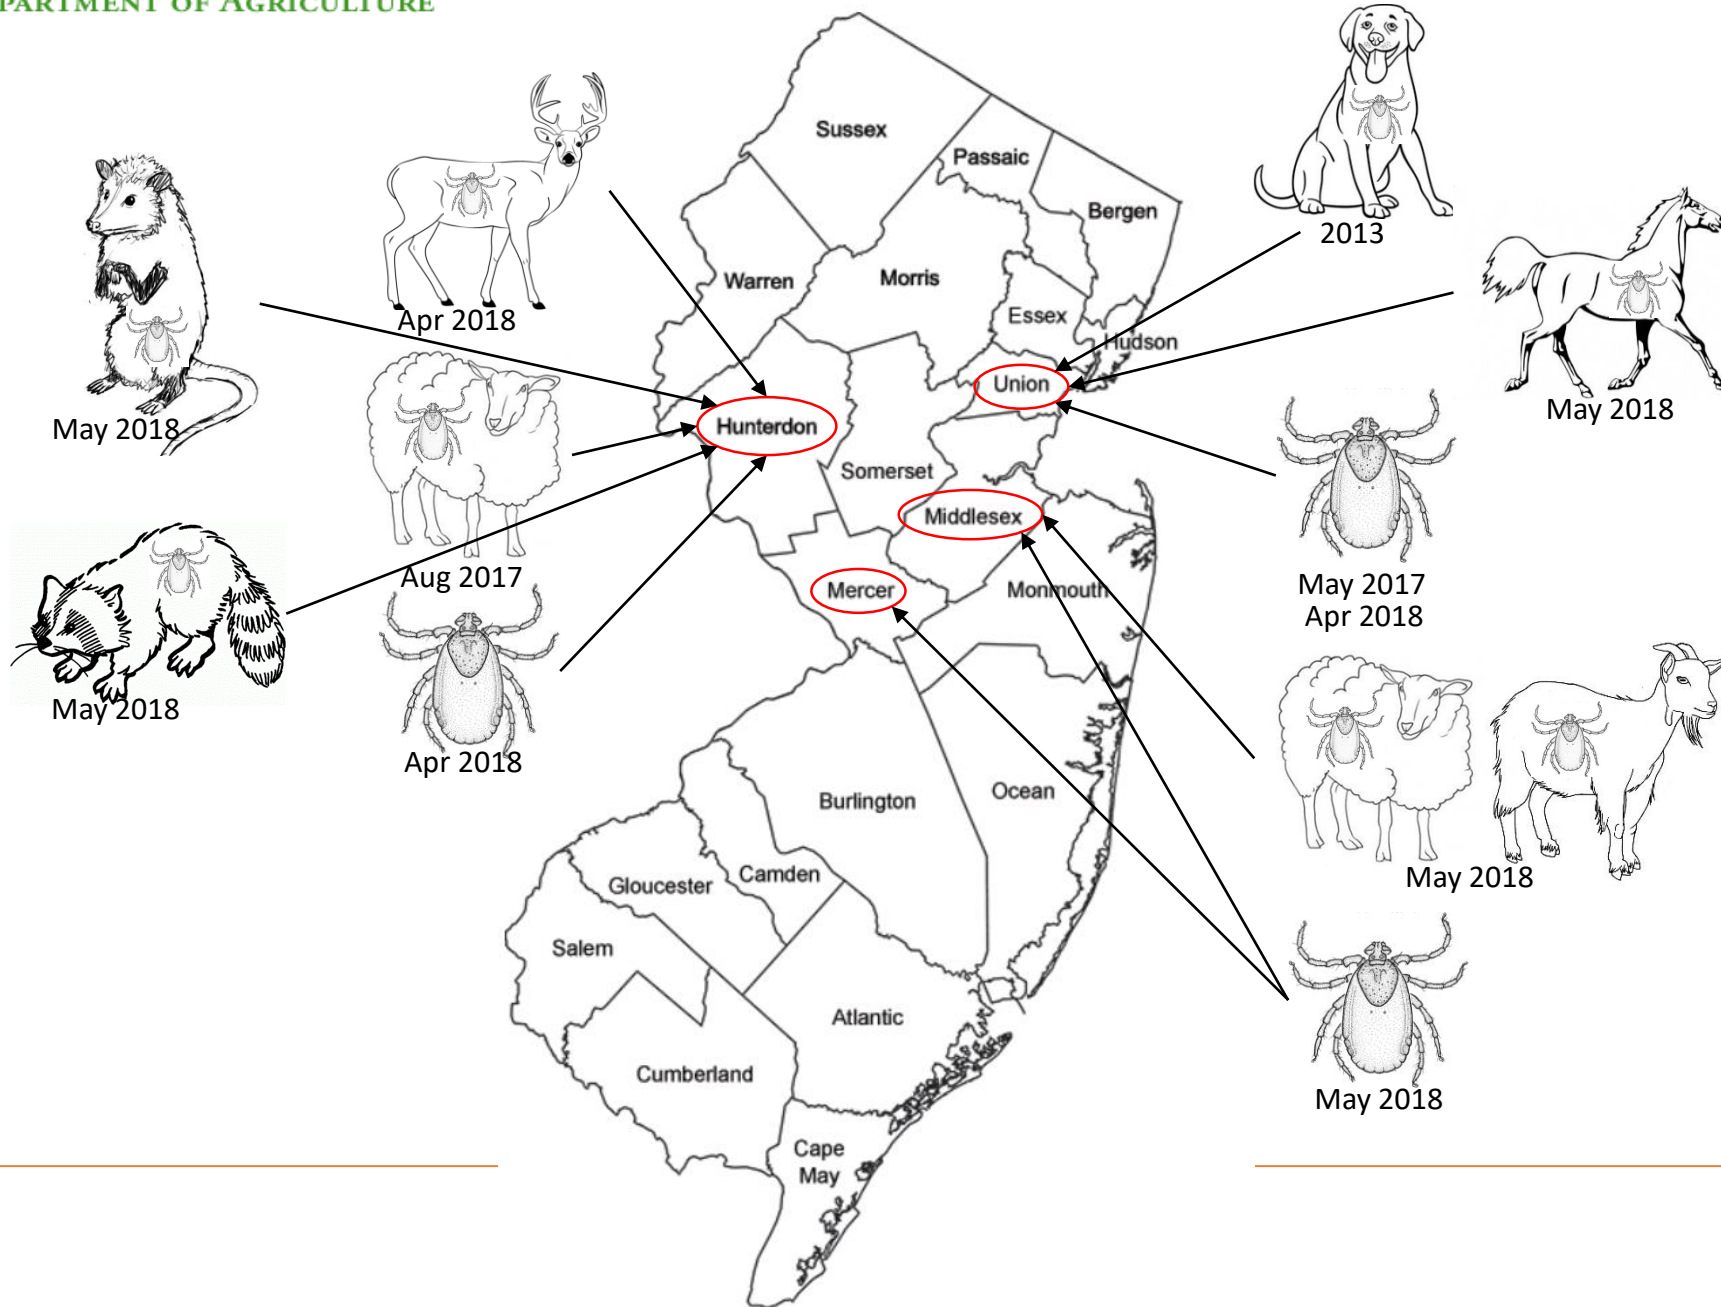 PARTMENT OF AGRICULTURE
Sussex
Passaic
Bergen
2013
Warren
Morris
Apr 2018
Essex
Hudson
Union
May 2018
May 2018
Hunterdon
Somerset
Middlesex
Aug 2017
May 2017
Apr 2018
Mercer
Monmouth
May 2018
Apr 2018
Burlington
Ocean
Camden
Gloucester
May 2018
Salem
Atlantic
Cumberland
May 2018
Cape
May